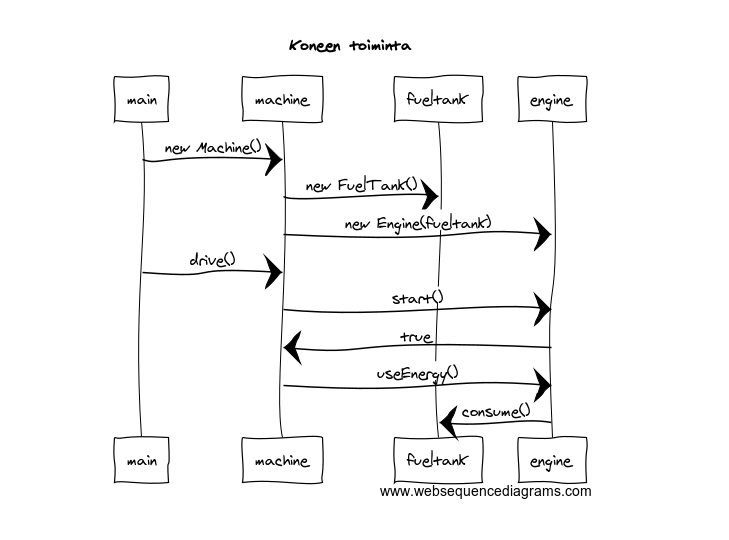 Koneen toiminta
main machine fueltank engine
new Machine()
new FuelTank()
new Engine(fueltank)
drive()
start()
true
useEnergy()
consume()
main machine fueltank engine
www.websequencediagrams.com